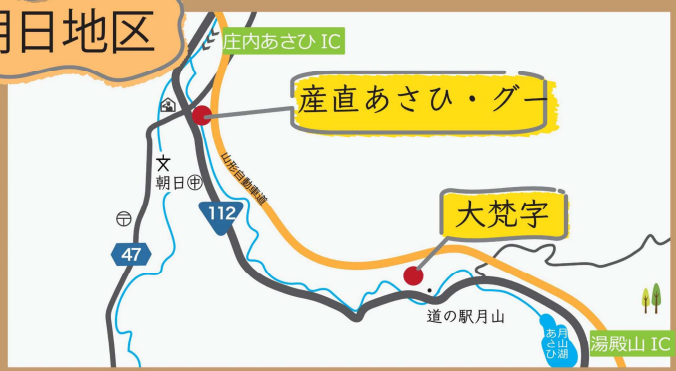 朝日地区
庄内あさひ IC
産直あさひ・グー
山形自動車道
文
朝日㊥
112
大梵字
〒
47
道の駅月山
月山湖
あさひ
湯殿山 IC